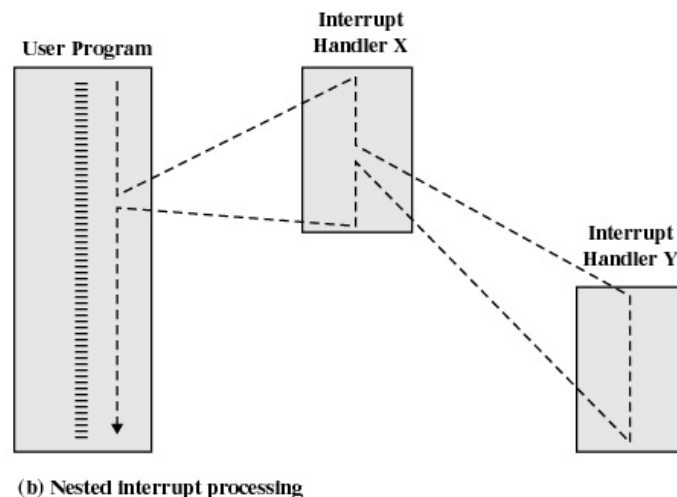 User Program
Interrupt
Handler X
Interrupt
Handler Y
(b) Nested interrupt processing